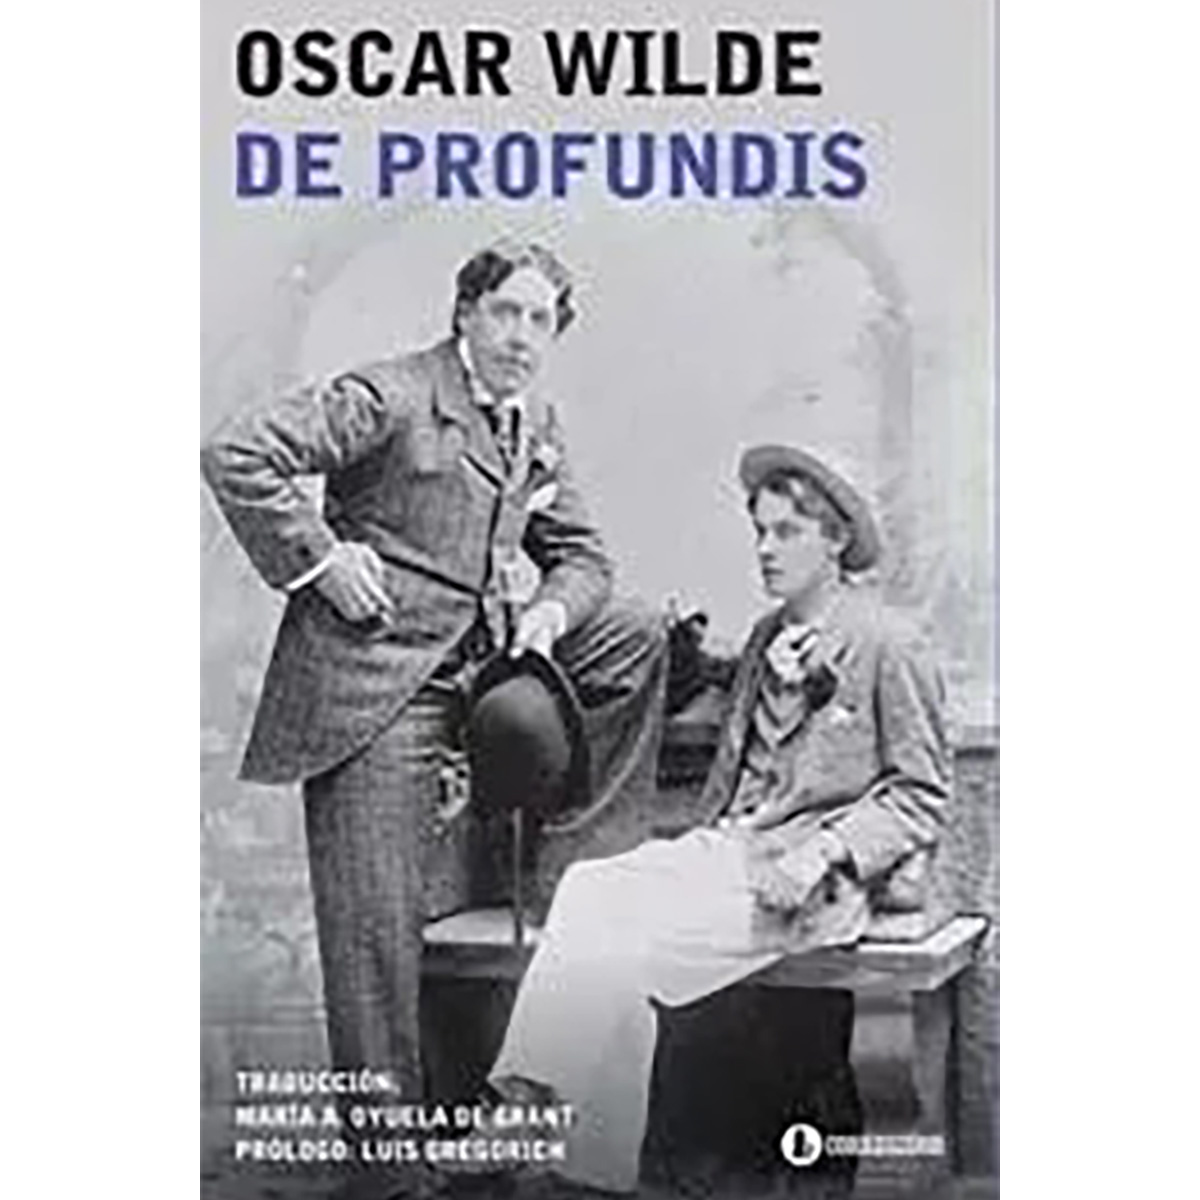 OSCAR WILDE
DE PROFUNDIS
TRADUCCIÓN:
MARÍA A. OYUELA DE GRANT
PRÓLOGO: LUIS GREGORICH